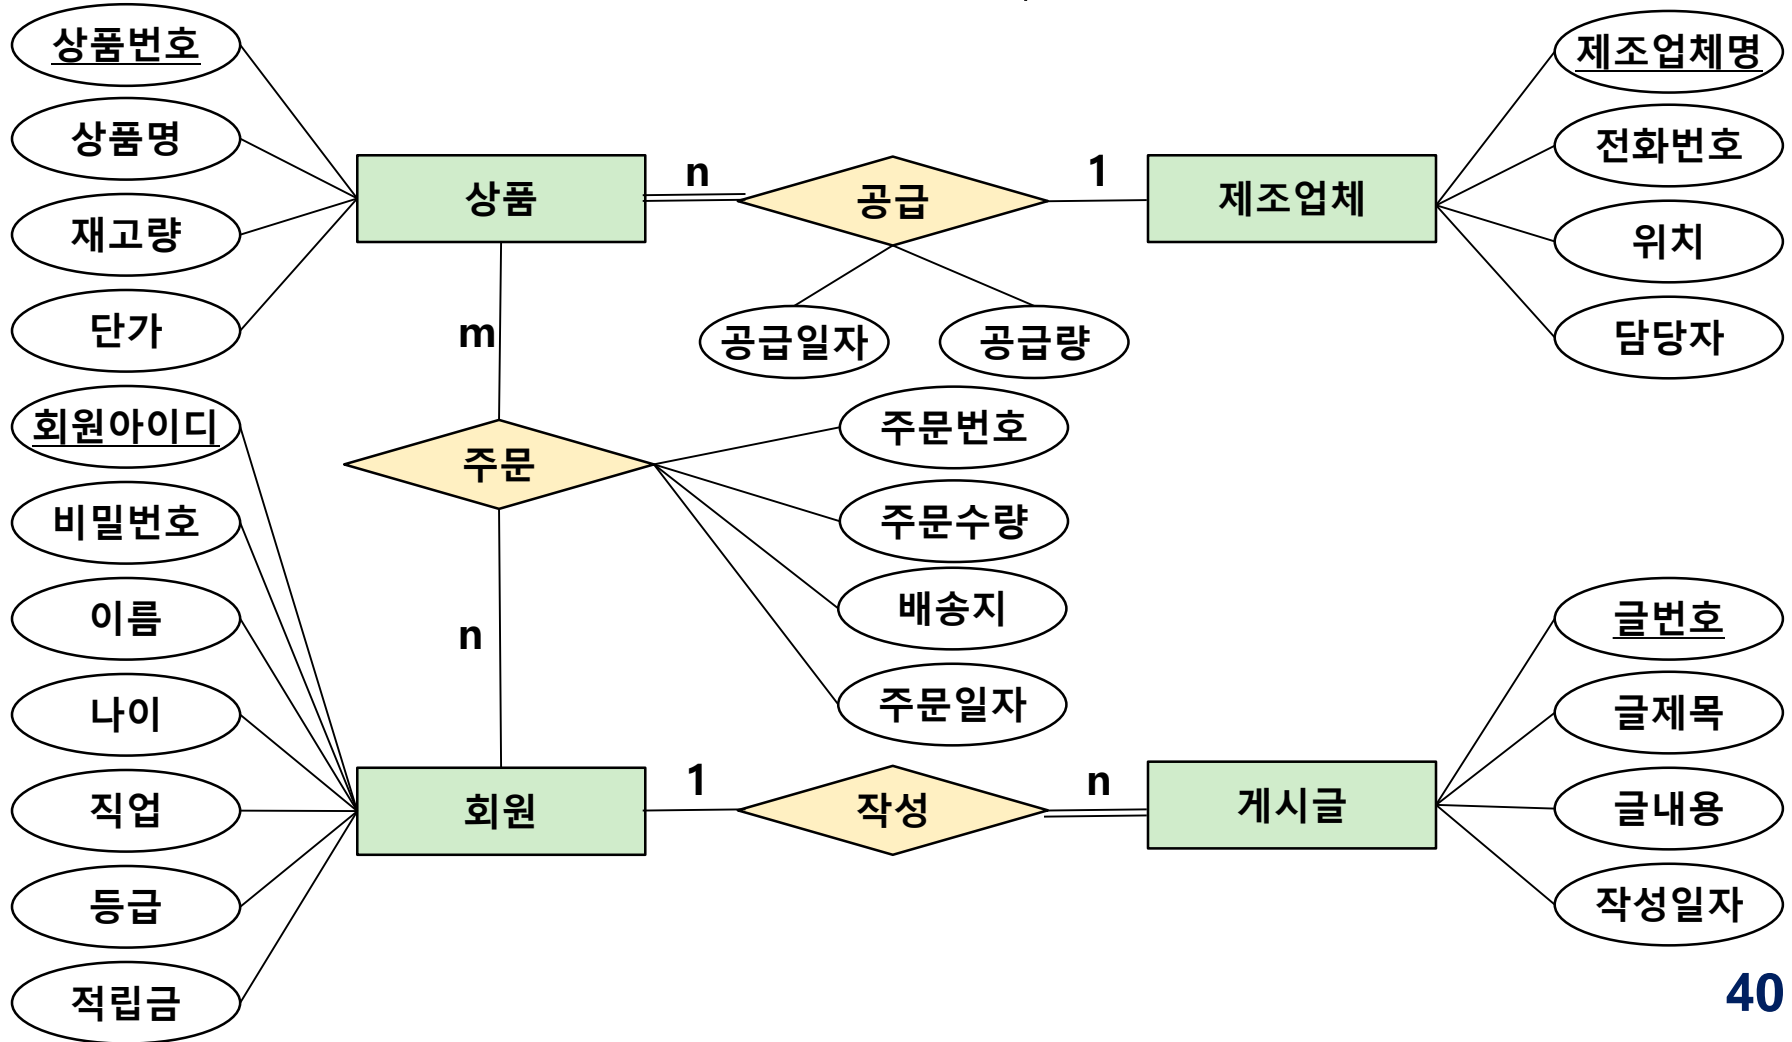 상품번호
상품명
재고량
단가
상품
n
공급
1
제조업체
제조업체명
전화번호
위치
담당자
공급일자
공급량
m
주문
n
주문번호
주문수량
배송지
주문일자
회원아이디
비밀번호
이름
나이
직업
등급
적립금
회원
1
작성
n
게시글
글번호
글제목
글내용
작성일자
40